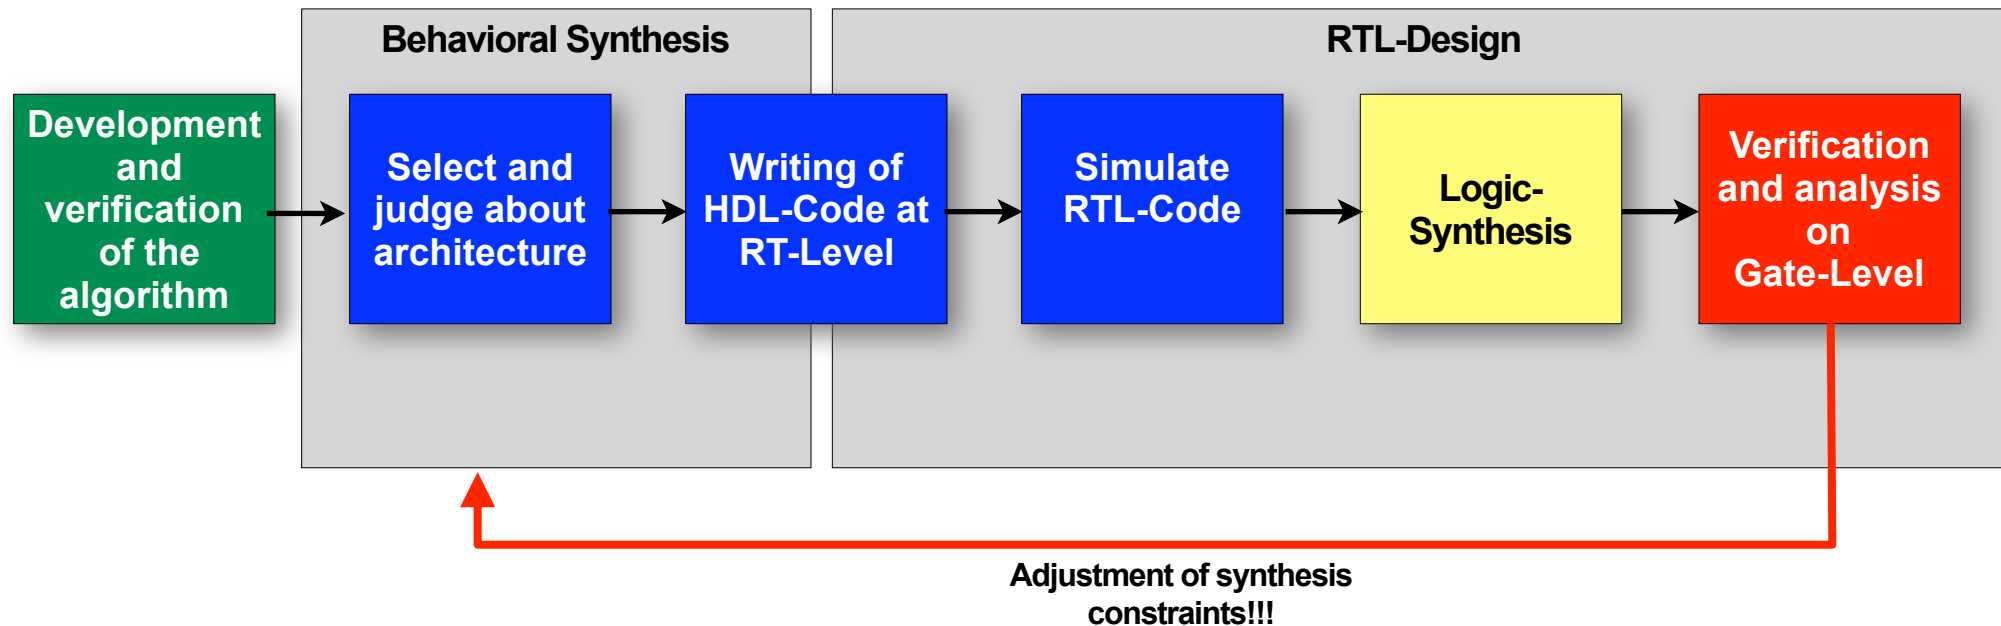 Behavioral Synthesis
RTL-Design
Development
and
verification
of the
algorithm
Select and
judge about
architecture
Writing of
HDL-Code at
RT-Level
Simulate
RTL-Code
Logic-
Synthesis
Verification
and analysis
on
Gate-Level
Adjustment of synthesis
constraints!!!